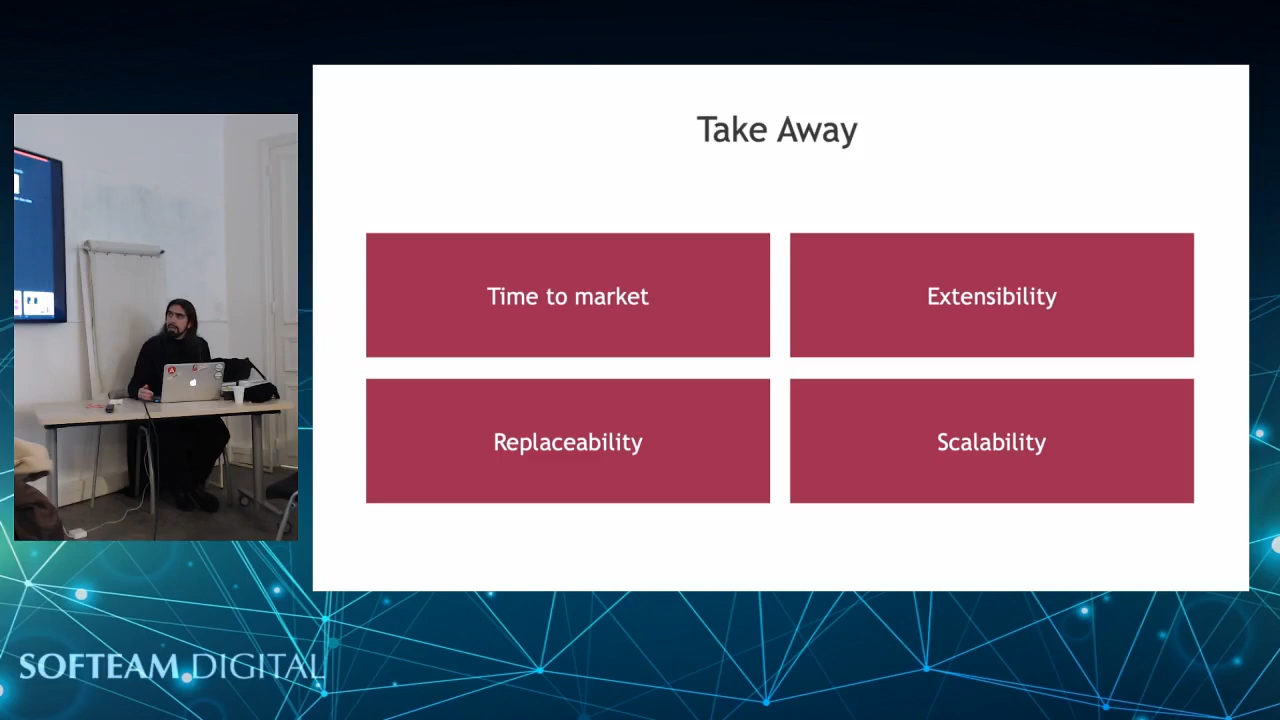 Take Away
Time to market
Extensibility
Replaceability
Scalability
SOFTEAM DIGITAL